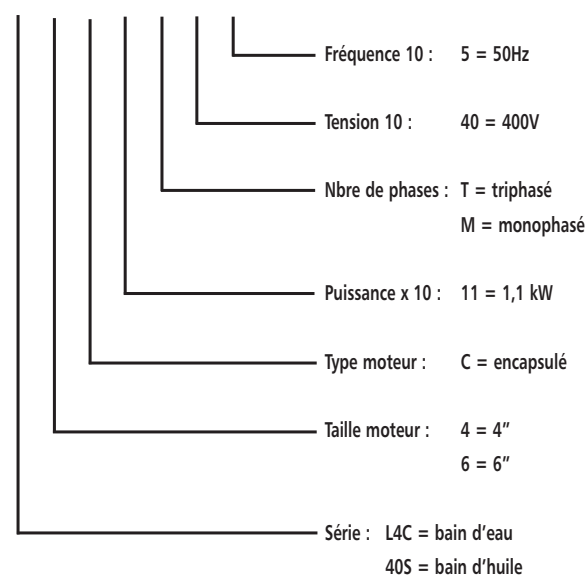 Fréquence 10 : 5 = 50Hz
Tension 10 : 40 = 400V
Nbre de phases : T = triphasé
M = monophasé
Puissance x 10 : 11 = 1,1 kW
Type moteur : C = encapsulé
Taille moteur : 4 = 4”
6 = 6”
Série : L4C = bain d'eau
40S = bain d'huile